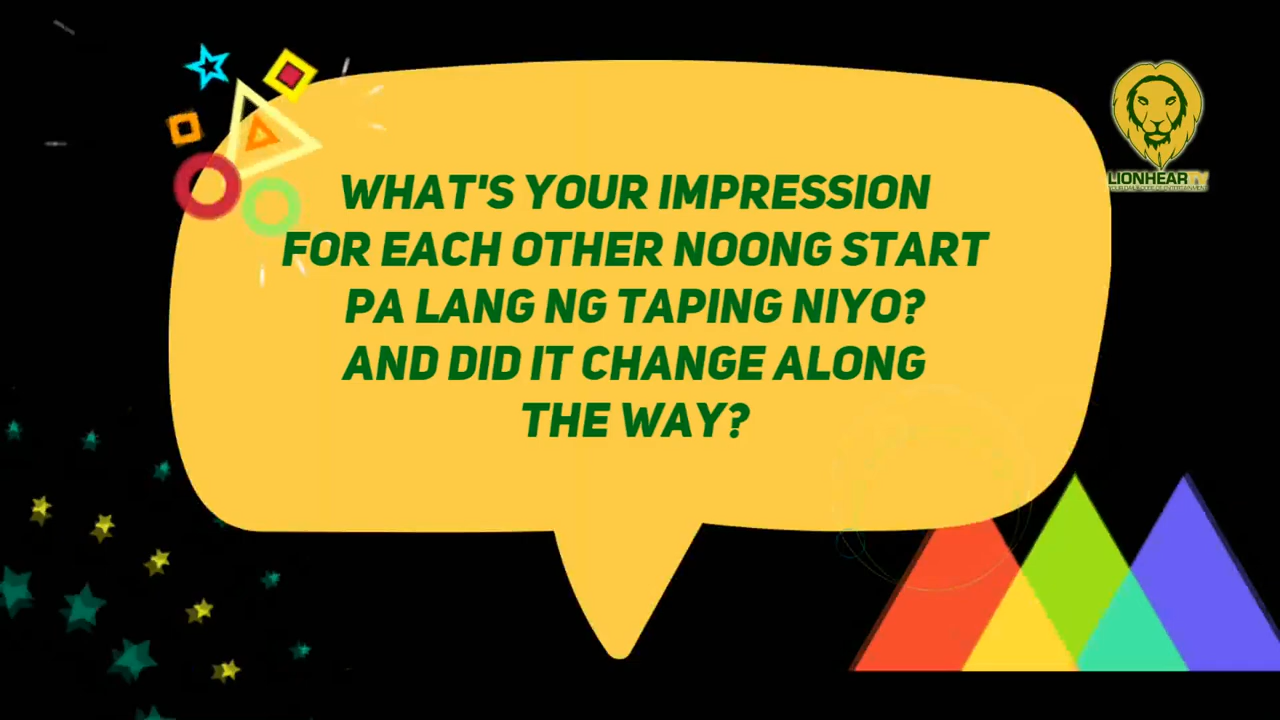 WHAT'S YOUR IMPRESSION
FOR EACH OTHER NOONG START
PA LANG NG TAPING NIYO?
AND DID IT CHANGE ALONG
THE WAY?
LIONHEARTV